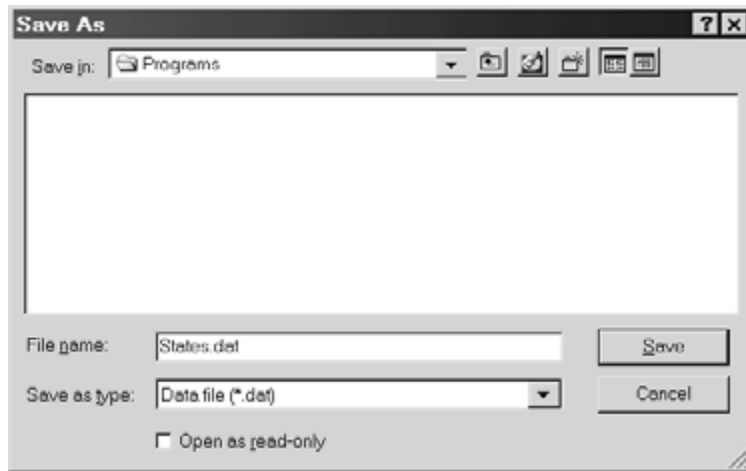 Save As
Save in: Programs
File name: States.dat
Save
Save as type: Data file (*.dat)
Cancel
Open as read-only